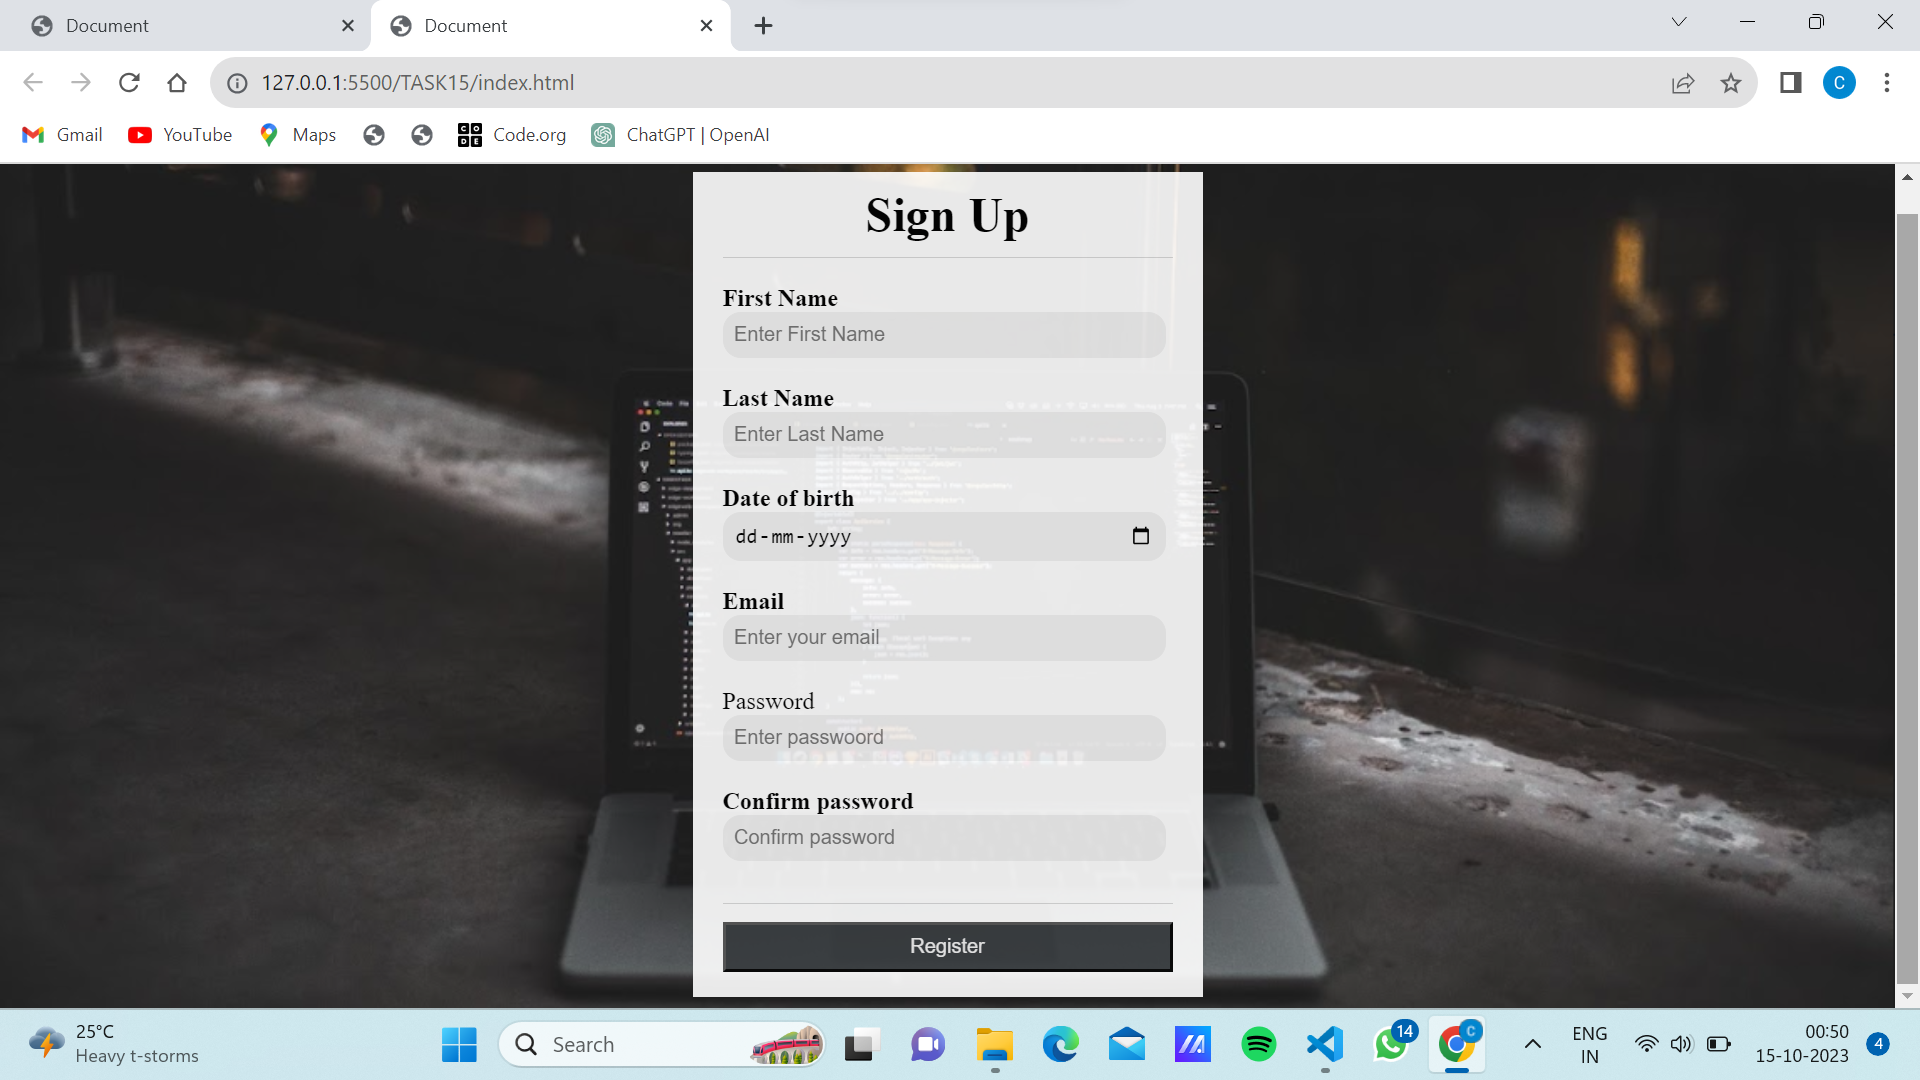 Document
Document
127.0.0.1:5500/TASK15/index.html
C
Gmail
YouTube
Maps
CODE
Code.org
ChatGPT | OpenAI
Sign Up
First Name
Enter First Name
Last Name
Enter Last Name
Date of birth
dd-mm-yyyy
Email
Enter your email
Password
Enter passwoord
Confirm password
Confirm password
Register
25°C
Heavy t-storms
Search
14
C
ENG
IN
00:50
15-10-2023
4